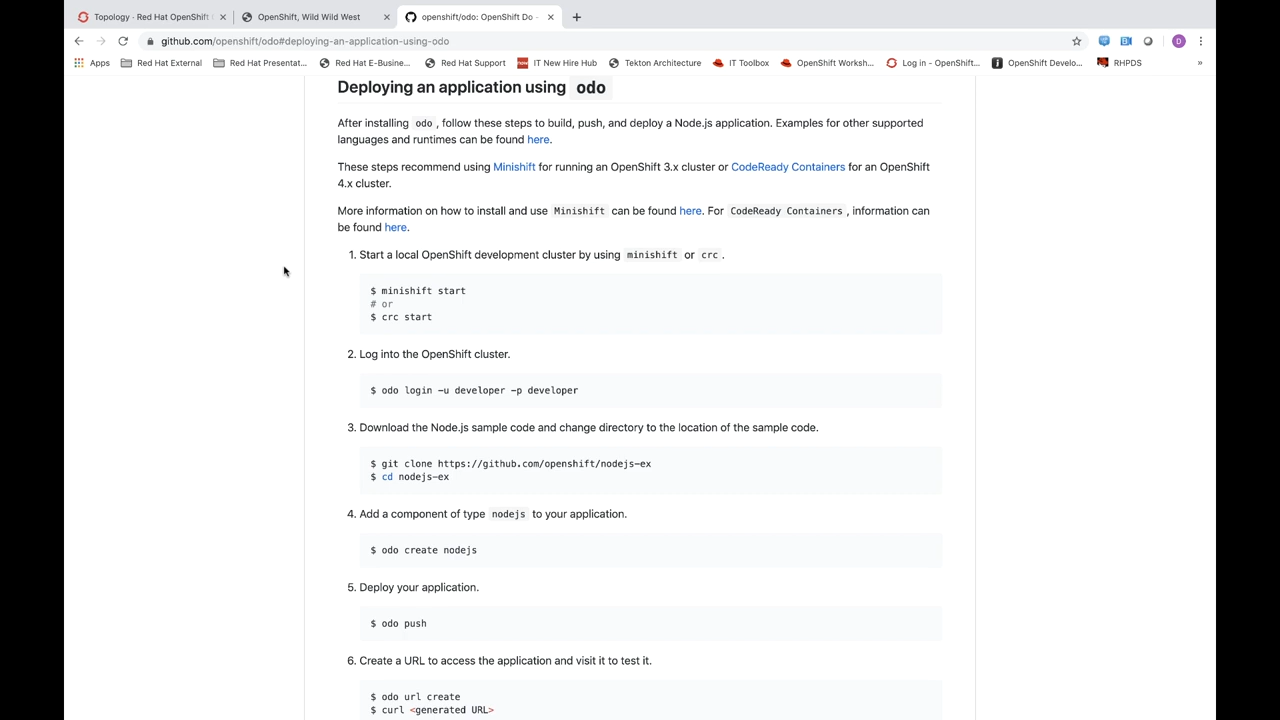 Topology · Red Hat OpenShift
OpenShift, Wild Wild West
openshift/odo: OpenShift Do -
github.com/openshift/odo#deploying-an-application-using-odo
D
Apps
Red Hat External
Red Hat Presentat...
Red Hat E-Busine...
Red Hat Support
IT New Hire Hub
Tekton Architecture
IT Toolbox
OpenShift Worksh...
Log in - OpenShift...
OpenShift Develo...
RHPDS
»
Deploying an application using odo
After installing odo, follow these steps to build, push, and deploy a Node.js application. Examples for other supported
languages and runtimes can be found here.
These steps recommend using Minishift for running an OpenShift 3.x cluster or CodeReady Containers for an OpenShift
4.x cluster.
More information on how to install and use Minishift can be found here. For CodeReady Containers, information can
be found here.
1. Start a local OpenShift development cluster by using minishift or crc.
$ minishift start
# or
$ crc start
2. Log into the OpenShift cluster.
$ odo login -u developer -p developer
3. Download the Node.js sample code and change directory to the location of the sample code.
$ git clone https://github.com/openshift/nodejs-ex
$ cd nodejs-ex
4. Add a component of type nodejs to your application.
$ odo create nodejs
5. Deploy your application.
$ odo push
6. Create a URL to access the application and visit it to test it.
$ odo url create
$ curl <generated URL>